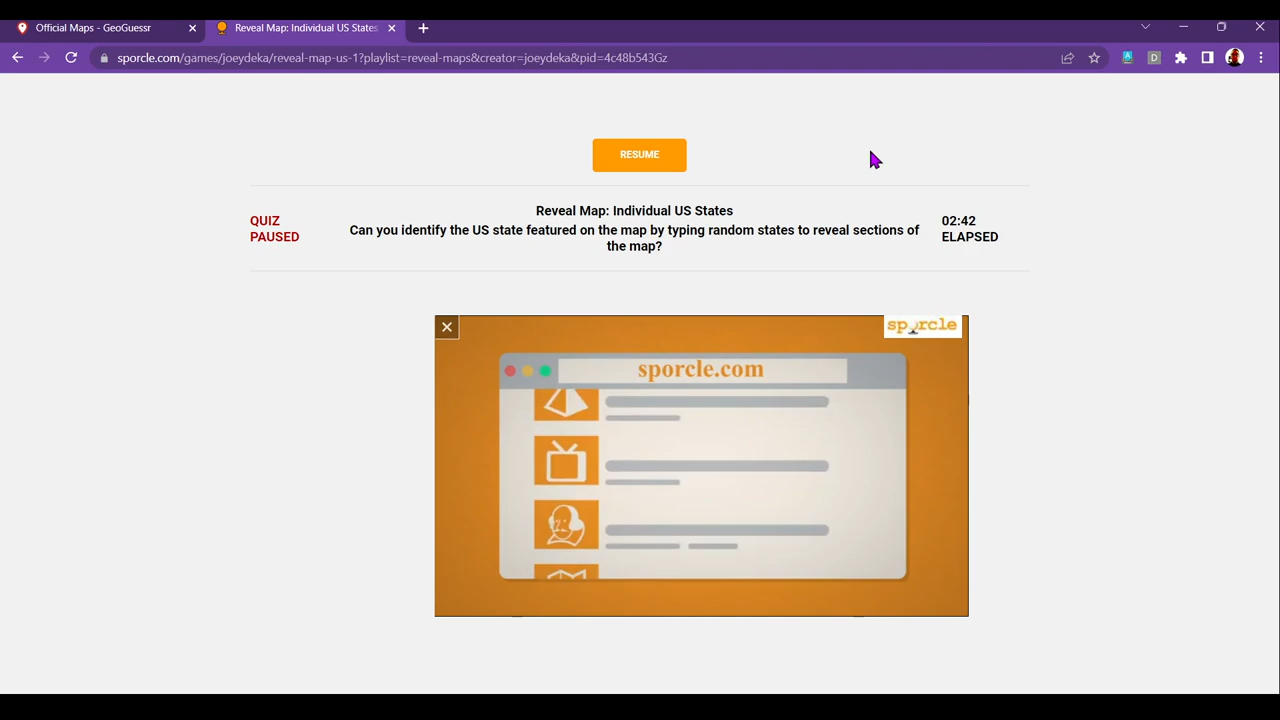 Official Maps - GeoGuessr
Reveal Map: Individual US States
sporcle.com/games/joeydeka/reveal-map-us-1?playlist=reveal-maps&creator=joeydeka&pid=4c48b543Gz
D
RESUME
QUIZ
PAUSED
Reveal Map: Individual US States
Can you identify the US state featured on the map by typing random states to reveal sections of
the map?
02:42
ELAPSED
sporcle
sporcle.com